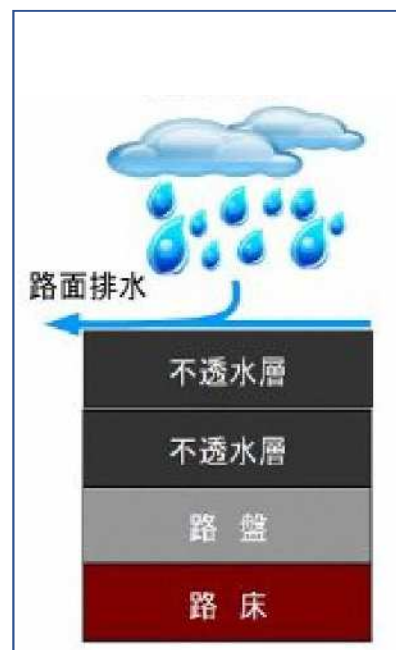 路面排水
不透水層
不透水層
路 盤
路 床